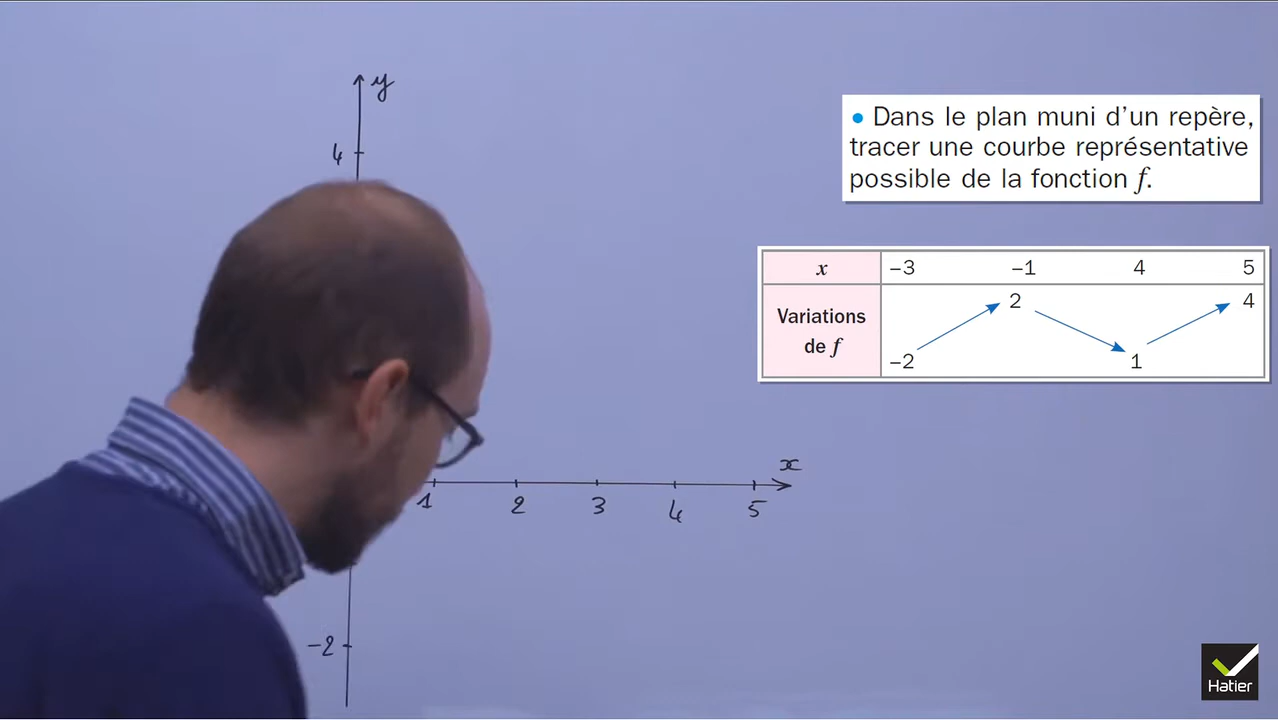 y
4
• Dans le plan muni d’un repère,
tracer une courbe représentative
possible de la fonction f.
x −3 −1 4 5
Variations
de f
2 4
−2 1
x
1 2 3 4 5
−2
Hatier